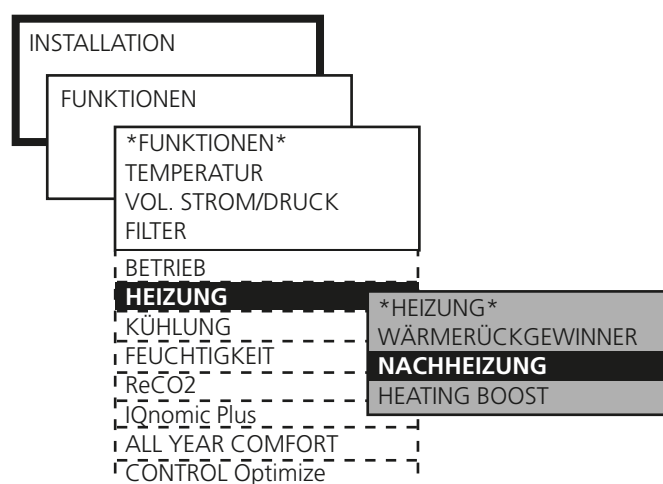 INSTALLATION
FUNKTIONEN
*FUNKTIONEN*
TEMPERATUR
VOL. STROM/DRUCK
FILTER
BETRIEB
HEIZUNG
KÜHLUNG
FEUCHTIGKEIT
ReCO2
IQnomic Plus
ALL YEAR COMFORT
CONTROL Optimize
*HEIZUNG*
WÄRMERÜCKGEWINNER
NACHHEIZUNG
HEATING BOOST